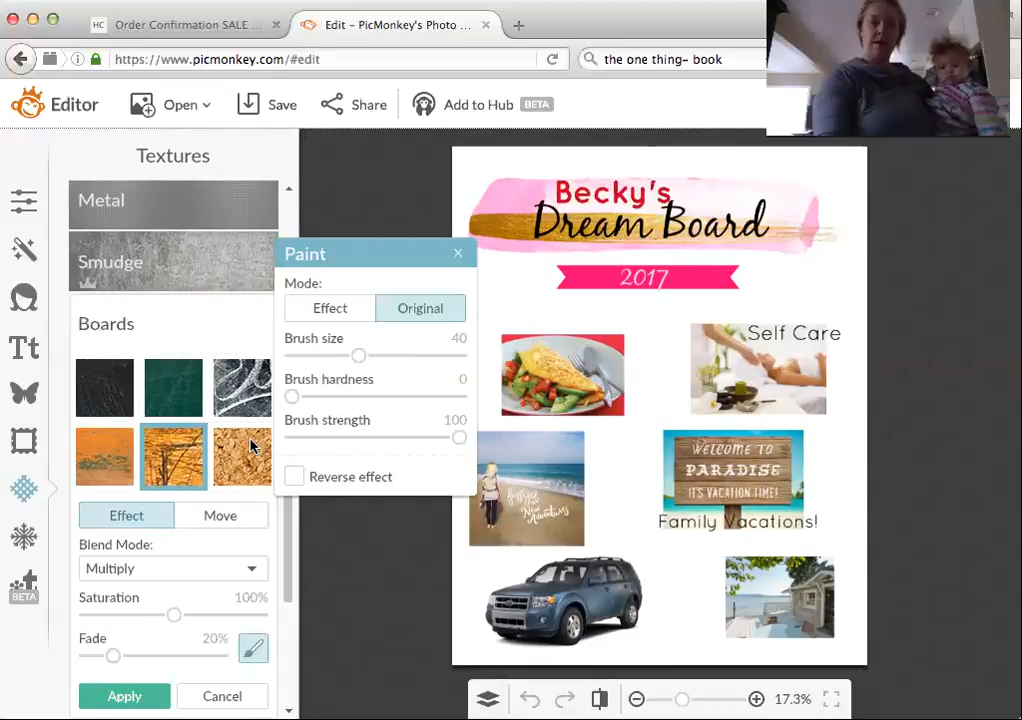 HC Order Confirmation SALE ... ×
Edit – PicMonkey's Photo ... × +
https://www.picmonkey.com/#edit
the one thing- book
Editor
Open
Save
Share
Add to Hub BETA
Textures
Metal
Smudge
Boards
Paint ×
Mode:
Effect Original
Brush size 40
Brush hardness 0
Brush strength 100
Reverse effect
Effect Move
Blend Mode:
Multiply
Saturation 100%
Fade 20%
Apply Cancel
Tt
BETA
Becky's
Dream Board
2017
Self Care
WELCOME TO
PARADISE
IT'S VACATION TIME!
Family Vacations!
17.3%